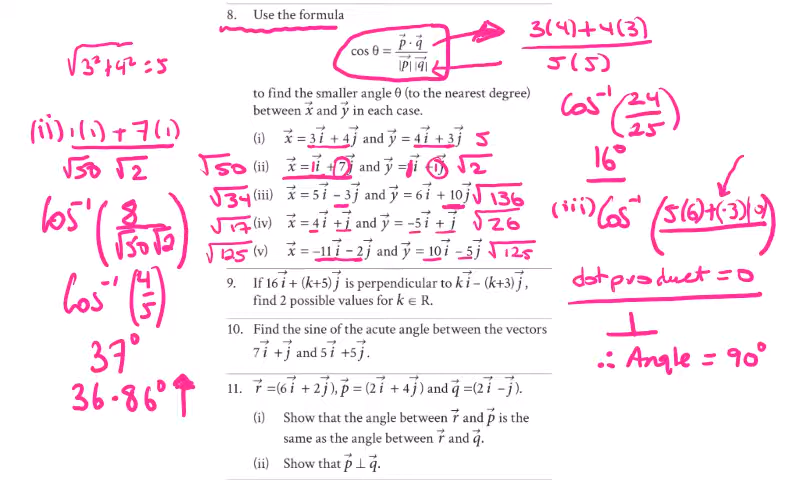 8. Use the formula
cos θ = p⃗ · q⃗ / |p⃗| |q⃗|
3(4)+4(3) / 5(5)
√3²+4² = 5
to find the smaller angle θ (to the nearest degree)
between x⃗ and y⃗ in each case.
(i) x⃗ = 3i⃗ + 4j⃗ and y⃗ = 4i⃗ + 3j⃗ 5
√50 (ii) x⃗ = 1i⃗ + 7j⃗ and y⃗ = 1i⃗ – 1j⃗ √2
√34 (iii) x⃗ = 5i⃗ – 3j⃗ and y⃗ = 6i⃗ + 10j⃗ √136
√17 (iv) x⃗ = 4i⃗ + j⃗ and y⃗ = –5i⃗ + j⃗ √26
√125 (v) x⃗ = –11i⃗ – 2j⃗ and y⃗ = 10i⃗ – 5j⃗ √125
9. If 16i⃗ + (k+5)j⃗ is perpendicular to ki⃗ – (k+3)j⃗,
find 2 possible values for k ∈ R.
10. Find the sine of the acute angle between the vectors
7i⃗ + j⃗ and 5i⃗ +5j⃗.
11. r⃗ =(6i⃗ + 2j⃗), p⃗ = (2i⃗ + 4j⃗) and q⃗ =(2i⃗ – j⃗).
(i) Show that the angle between r⃗ and p⃗ is the
same as the angle between r⃗ and q⃗.
(ii) Show that p⃗ ⊥ q⃗.
(ii) 1(1) + 7(1)
√50 √2
cos⁻¹ (8 / √50 √2)
cos⁻¹ (4/5)
37°
36.86°
cos⁻¹ (24/25)
16°
(iii) cos⁻¹ (5(6)+(-3)
dot product = 0
⊥
∴ Angle = 90°